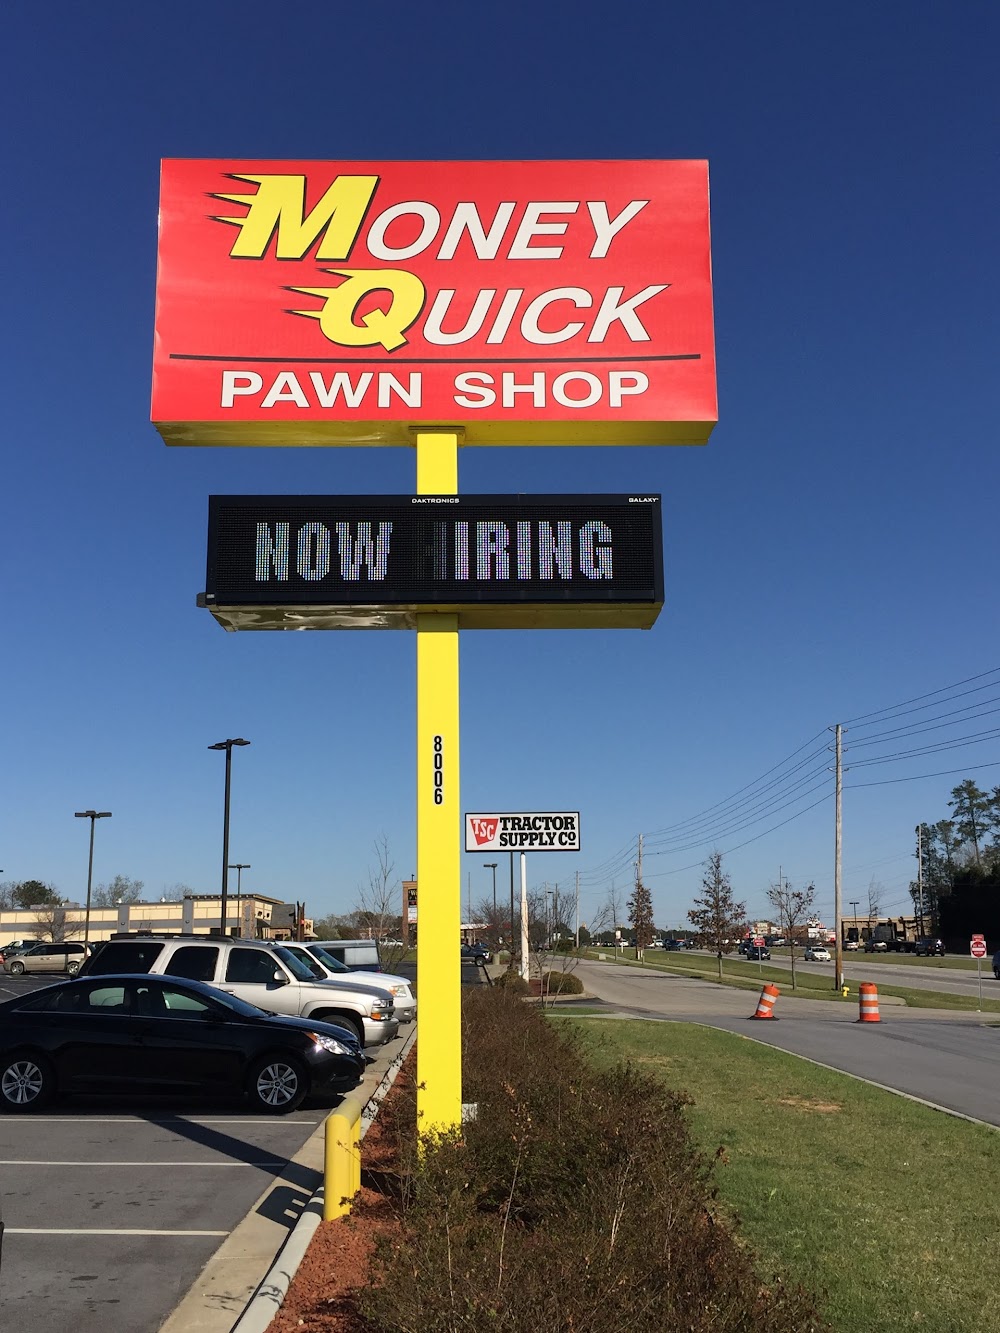 MONEY
QUICK
PAWN SHOP
DAKTRONICS GALAXY
NOW HIRING
8006
TSC TRACTOR
SUPPLY CO